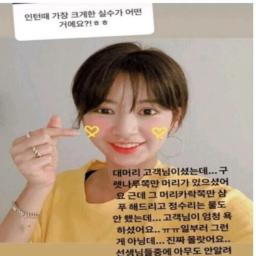 인턴때 가장 크게한 실수가 어떤
거예요?! ㅎㅎ
대머리 고객님이셨는데... 구
렛나루쪽만 머리가 있으셨어
요 근데 그 머리카락쪽만 샴
푸 해드리고 정수리는 물도
안 했는데... 고객님이 엄청 욕
하셨어요.. ㅠㅠ일부러 그런
게 아닌데... 진짜 몰랏어요..
선생님들중에 아무도 안알려